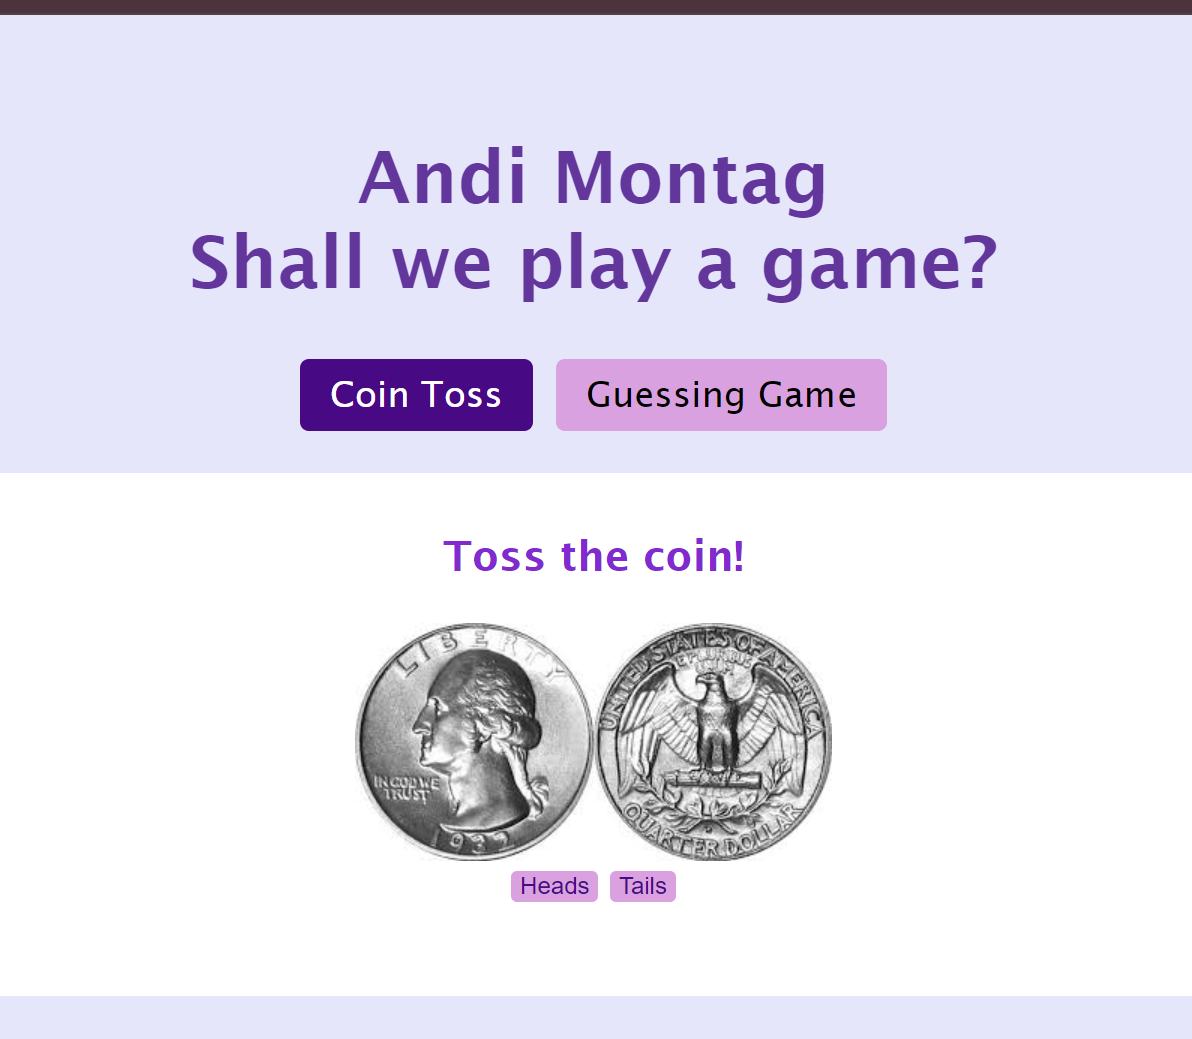 Andi Montag
Shall we play a game?
Coin Toss
Guessing Game
Toss the coin!
LIBERTY
IN GOD WE
TRUST
1932
UNITED STATES OF AMERICA
E PLURIBUS
UNUM
QUARTER DOLLAR
Heads
Tails